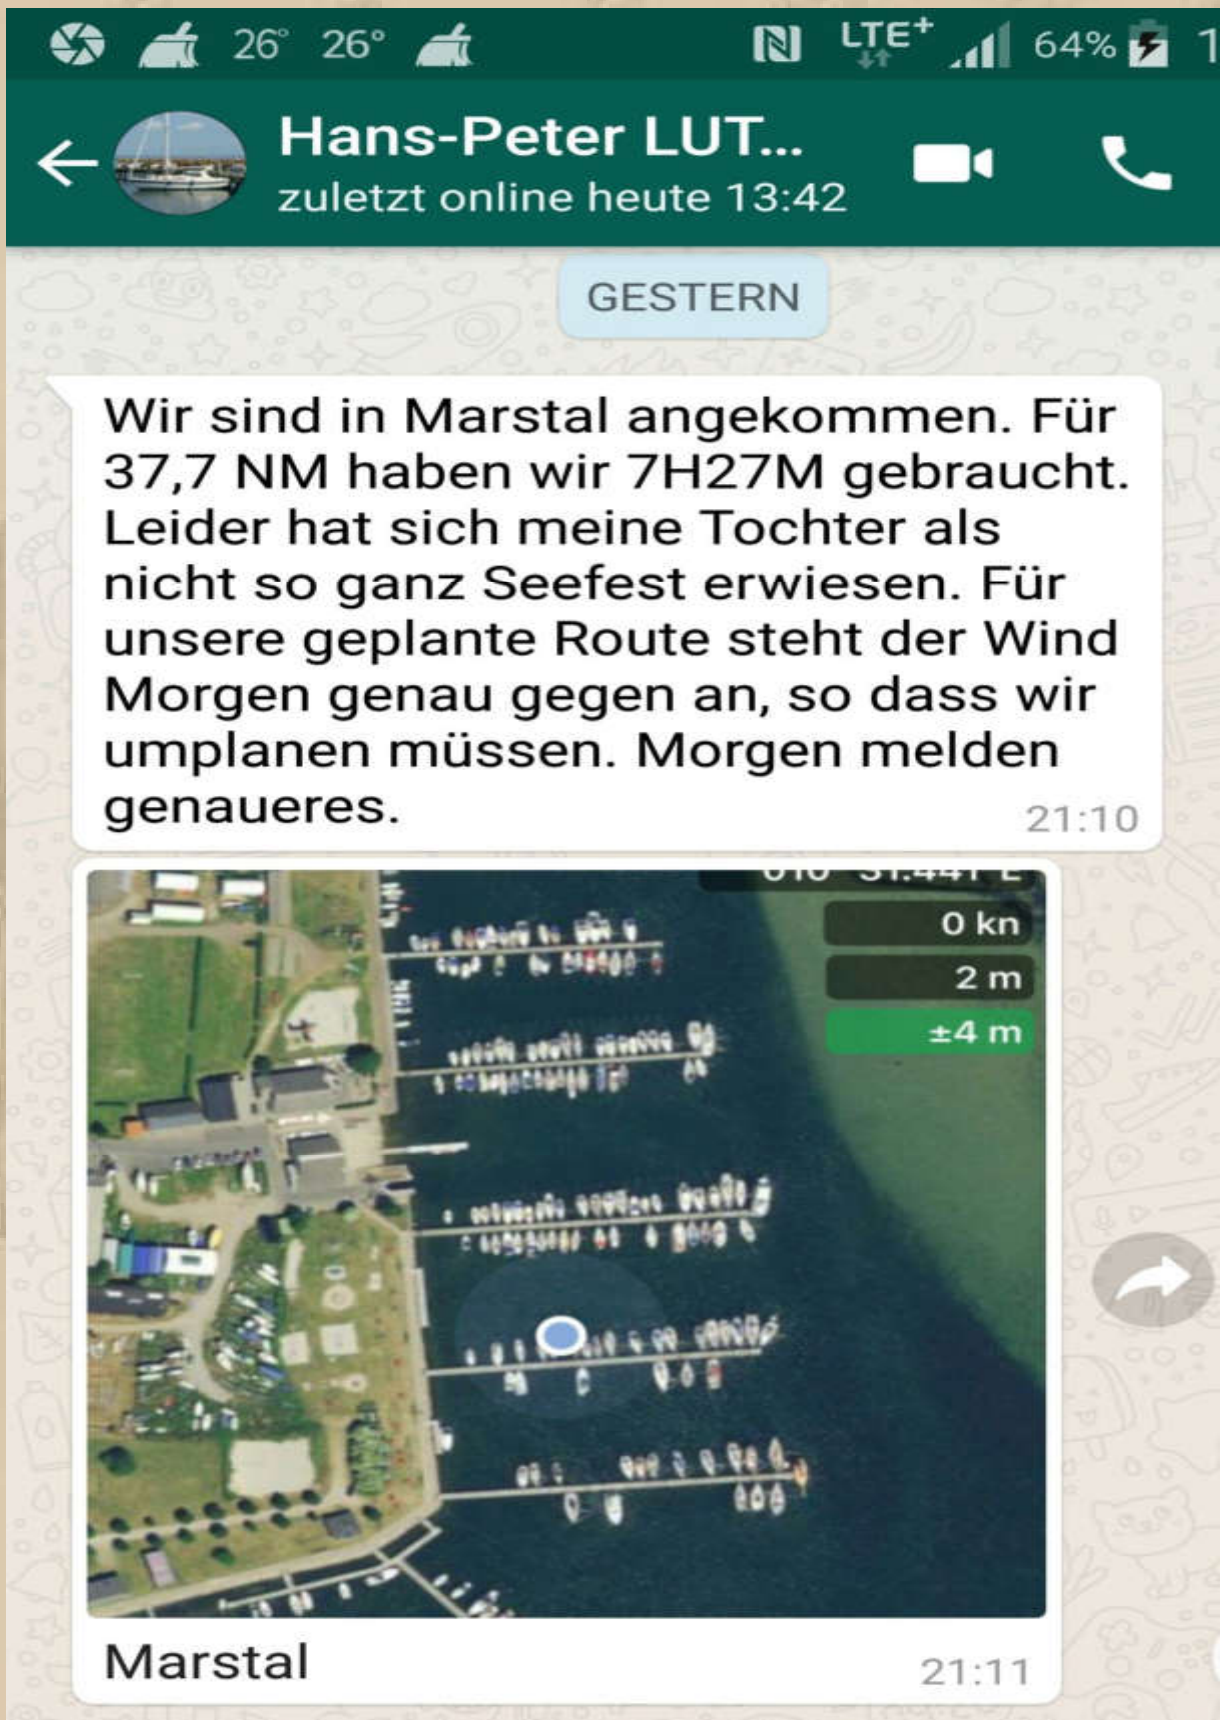 26° 26° LTE+ 64% 1
Hans-Peter LUT...
zuletzt online heute 13:42
GESTERN
Wir sind in Marstal angekommen. Für
37,7 NM haben wir 7H27M gebraucht.
Leider hat sich meine Tochter als
nicht so ganz Seefest erwiesen. Für
unsere geplante Route steht der Wind
Morgen genau gegen an, so dass wir
umplanen müssen. Morgen melden
genaueres.
21:10
0 kn
2 m
±4 m
Marstal
21:11